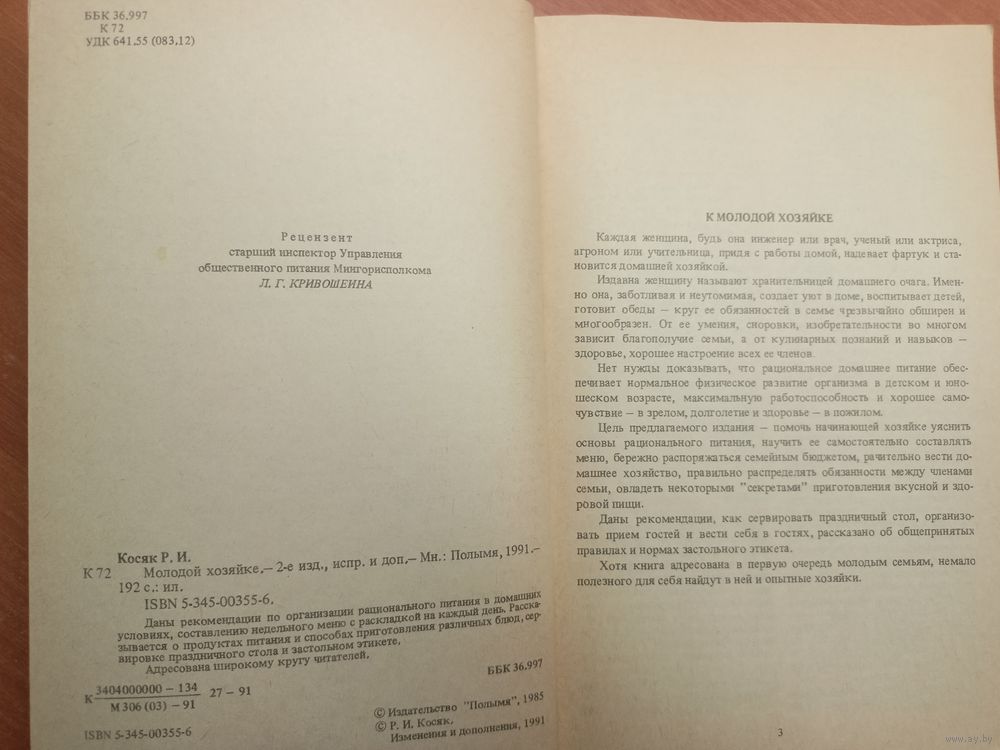 ББК 36.997
К 72
УДК 641.55 (083.12)
Рецензент
старший инспектор Управления
общественного питания Мингорисполкома
Л. Г. КРИВОШЕИНА
Косяк Р. И.
К 72 Молодой хозяйке.— 2-е изд., испр. и доп.— Мн.: Полымя, 1991.—
192 с.: ил.
ISBN 5-345-00355-6.
Даны рекомендации по организации рационального питания в домашних
условиях, составлению недельного меню с раскладкой на каждый день. Расска-
зывается о продуктах питания и способах приготовления различных блюд, сер-
вировке праздничного стола и застольном этикете.
Адресована широкому кругу читателей.
К 3404000000 — 134
М 306 (03) — 91
27 — 91
ББК 36.997
ISBN 5-345-00355-6
© Издательство "Полымя", 1985
© Р. И. Косяк.
Изменения и дополнения, 1991
К МОЛОДОЙ ХОЗЯЙКЕ
Каждая женщина, будь она инженер или врач, ученый или актриса,
агроном или учительница, придя с работы домой, надевает фартук и ста-
новится домашней хозяйкой.
Издавна женщину называют хранительницей домашнего очага. Имен-
но она, заботливая и неутомимая, создает уют в доме, воспитывает детей,
готовит обеды — круг ее обязанностей в семье чрезвычайно обширен и
многообразен. От ее умения, сноровки, изобретательности во многом
зависит благополучие семьи, а от кулинарных познаний и навыков —
здоровье, хорошее настроение всех ее членов.
Нет нужды доказывать, что рациональное домашнее питание обес-
печивает нормальное физическое развитие организма в детском и юно-
шеском возрасте, максимальную работоспособность и хорошее само-
чувствие — в зрелом, долголетие и здоровье — в пожилом.
Цель предлагаемого издания — помочь начинающей хозяйке уяснить
основы рационального питания, научить ее самостоятельно составлять
меню, бережно распоряжаться семейным бюджетом, рачительно вести до-
машнее хозяйство, правильно распределять обязанности между членами
семьи, овладеть некоторыми "секретами" приготовления вкусной и здо-
ровой пищи.
Даны рекомендации, как сервировать праздничный стол, организо-
вать прием гостей и вести себя в гостях, рассказано об общепринятых
правилах и нормах застольного этикета.
Хотя книга адресована в первую очередь молодым семьям, немало
полезного для себя найдут в ней и опытные хозяйки.
3
www.ay.by